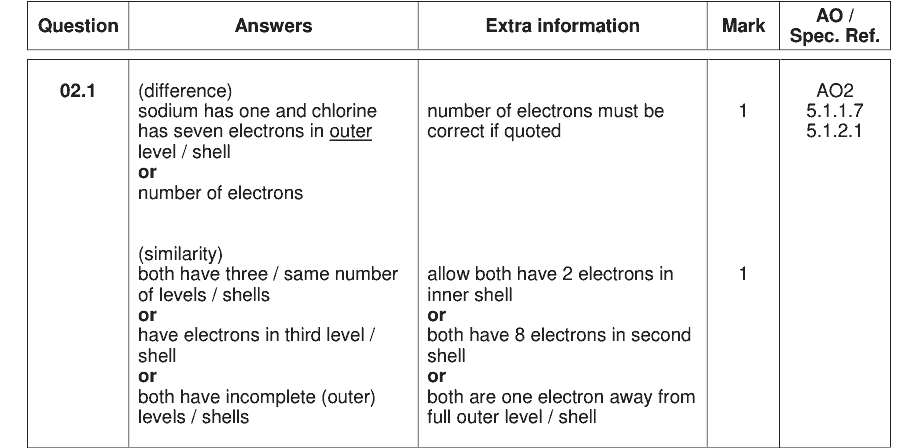 Question
Answers
Extra information
Mark
AO /
Spec. Ref.
02.1
(difference)
sodium has one and chlorine
has seven electrons in outer
level / shell
or
number of electrons
number of electrons must be
correct if quoted
1
AO2
5.1.1.7
5.1.2.1
(similarity)
both have three / same number
of levels / shells
or
have electrons in third level /
shell
or
both have incomplete (outer)
levels / shells
allow both have 2 electrons in
inner shell
or
both have 8 electrons in second
shell
or
both are one electron away from
full outer level / shell
1